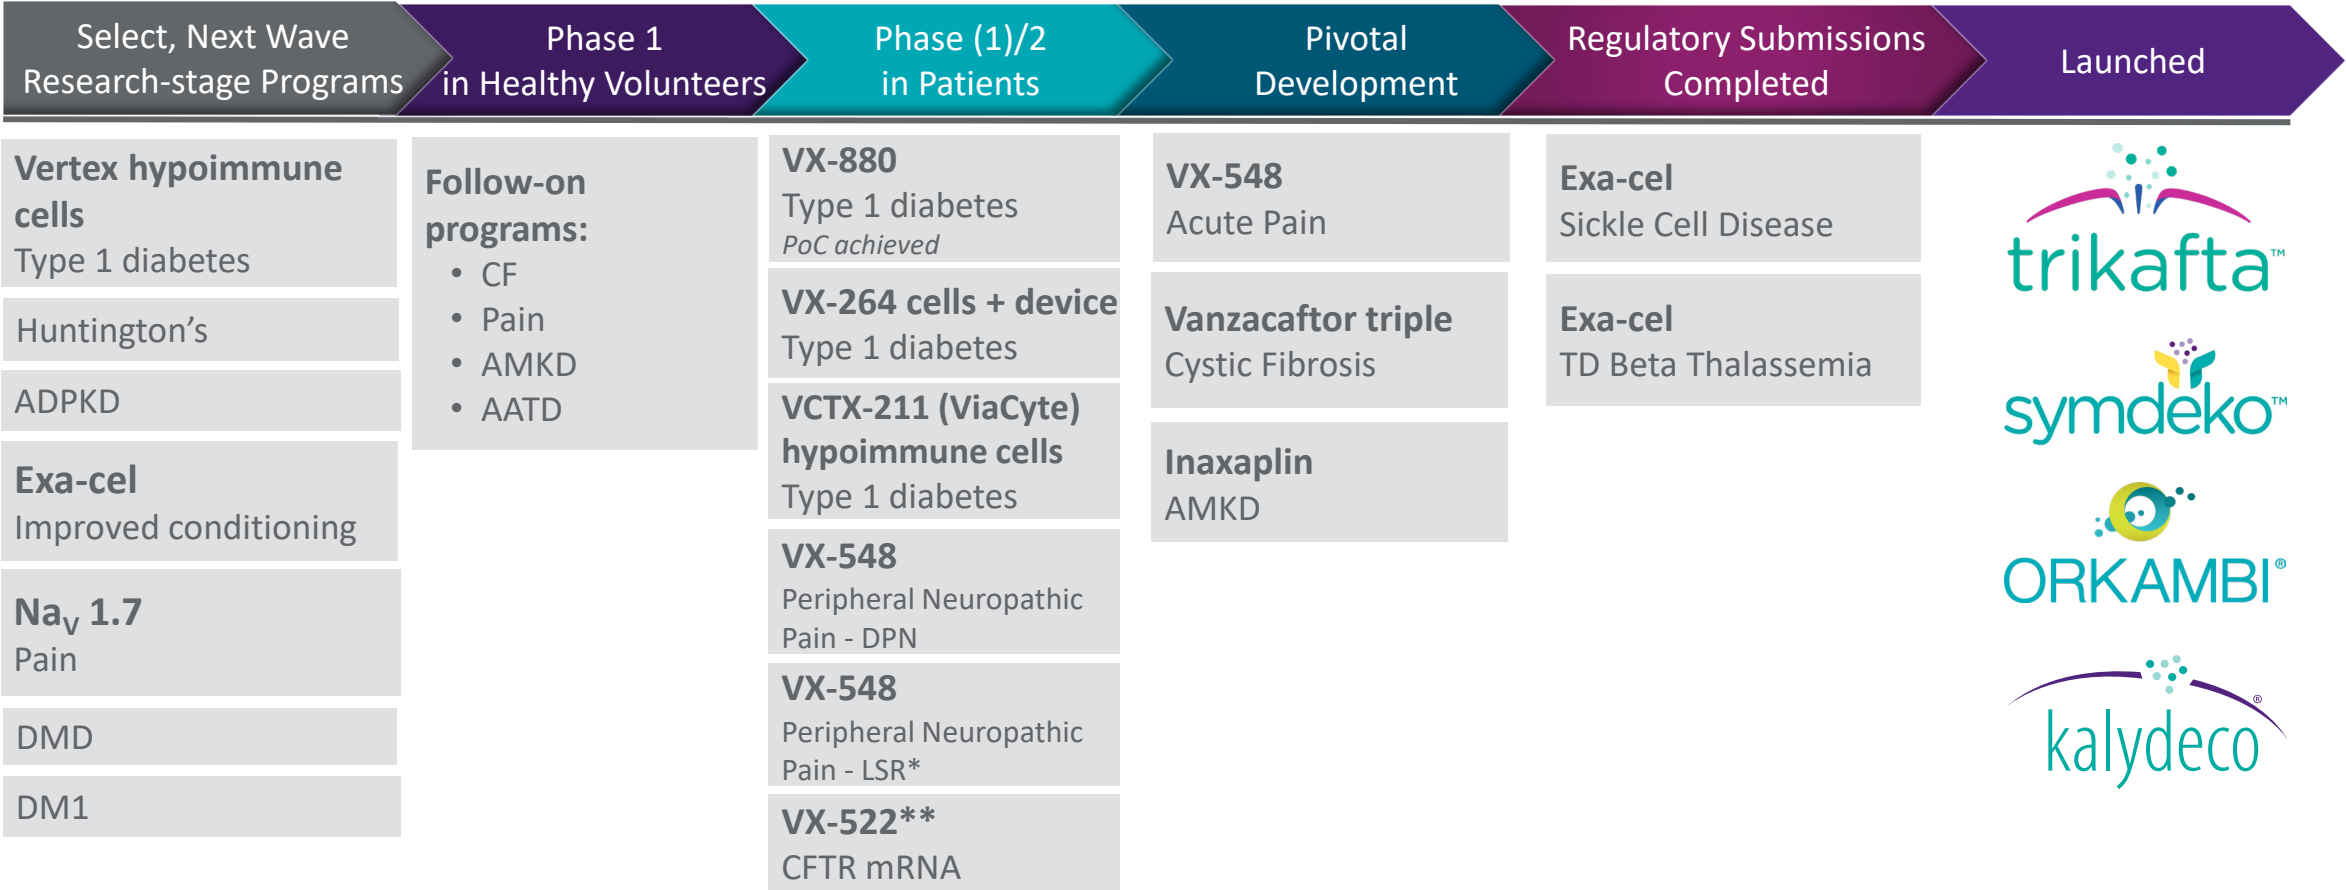 Select, Next Wave
Research-stage Programs
Phase 1
in Healthy Volunteers
Phase (1)/2
in Patients
Pivotal
Development
Regulatory Submissions
Completed
Launched
Vertex hypoimmune
cells
Type 1 diabetes
Huntington’s
ADPKD
Exa-cel
Improved conditioning
NaV 1.7
Pain
DMD
DM1
Follow-on
programs:
• CF
• Pain
• AMKD
• AATD
VX-880
Type 1 diabetes
PoC achieved
VX-264 cells + device
Type 1 diabetes
VCTX-211 (ViaCyte)
hypoimmune cells
Type 1 diabetes
VX-548
Peripheral Neuropathic
Pain - DPN
VX-548
Peripheral Neuropathic
Pain - LSR*
VX-522**
CFTR mRNA
VX-548
Acute Pain
Vanzacaftor triple
Cystic Fibrosis
Inaxaplin
AMKD
Exa-cel
Sickle Cell Disease
Exa-cel
TD Beta Thalassemia
trikafta™
symdeko™
ORKAMBI®
kalydeco®